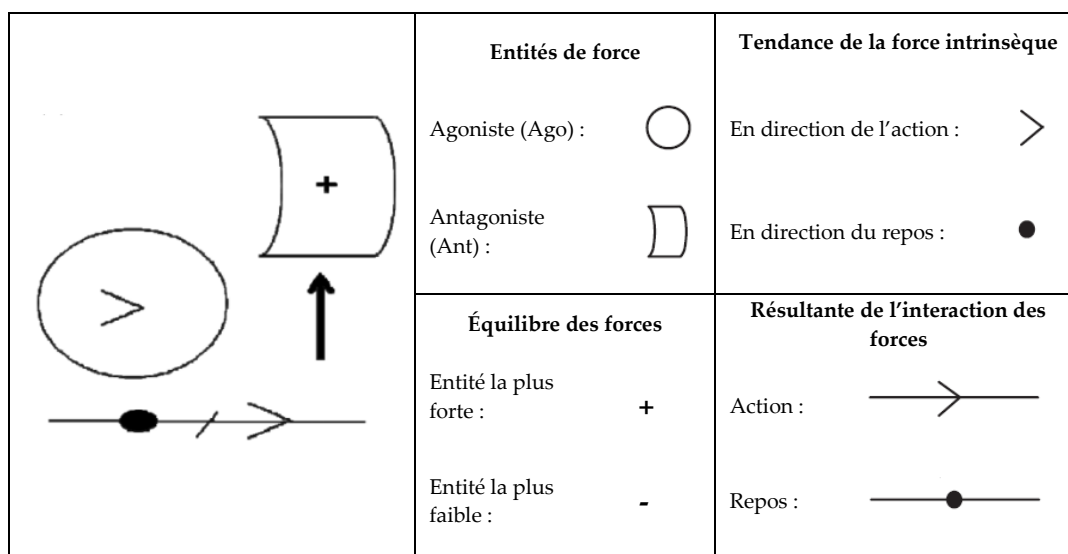 Entités de force
Agoniste (Ago) :
Antagoniste
(Ant) :
Tendance de la force intrinsèque
En direction de l’action :
En direction du repos :
+
Équilibre des forces
Entité la plus
forte :
+
Entité la plus
faible :
-
Résultante de l’interaction des
forces
Action :
Repos :